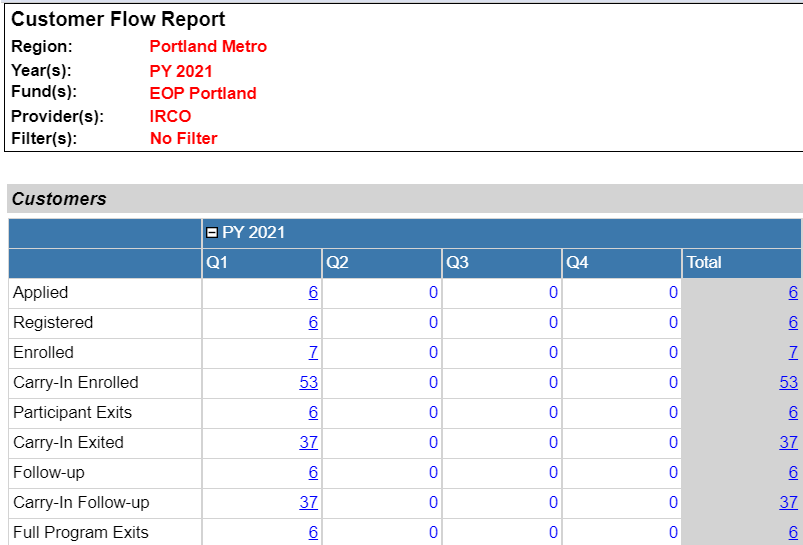 Customer Flow Report
Region: Portland Metro
Year(s): PY 2021
Fund(s): EOP Portland
Provider(s): IRCO
Filter(s): No Filter
Customers
PY 2021
Q1 Q2 Q3 Q4 Total
Applied 6 0 0 0 6
Registered 6 0 0 0 6
Enrolled 7 0 0 0 7
Carry-In Enrolled 53 0 0 0 53
Participant Exits 6 0 0 0 6
Carry-In Exited 37 0 0 0 37
Follow-up 6 0 0 0 6
Carry-In Follow-up 37 0 0 0 37
Full Program Exits 6 0 0 0 6